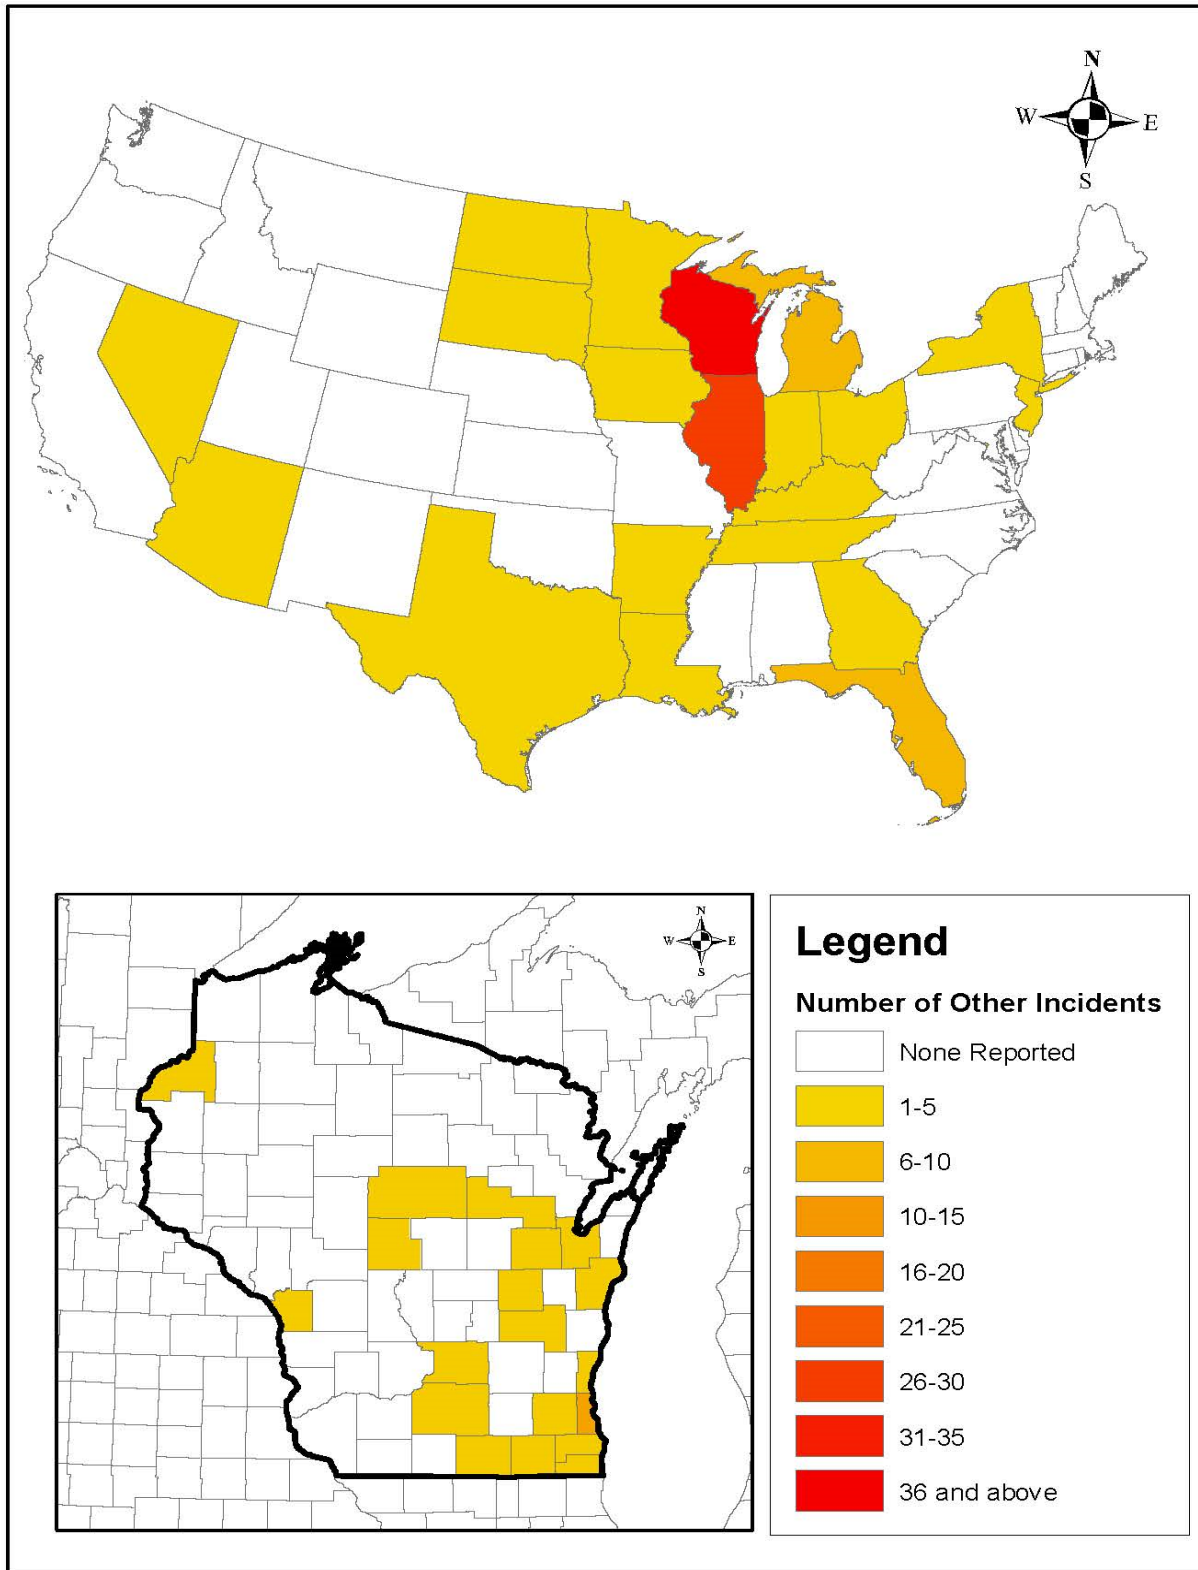 N
W E
S
N
W E
S
Legend
Number of Other Incidents
None Reported
1-5
6-10
10-15
16-20
21-25
26-30
31-35
36 and above